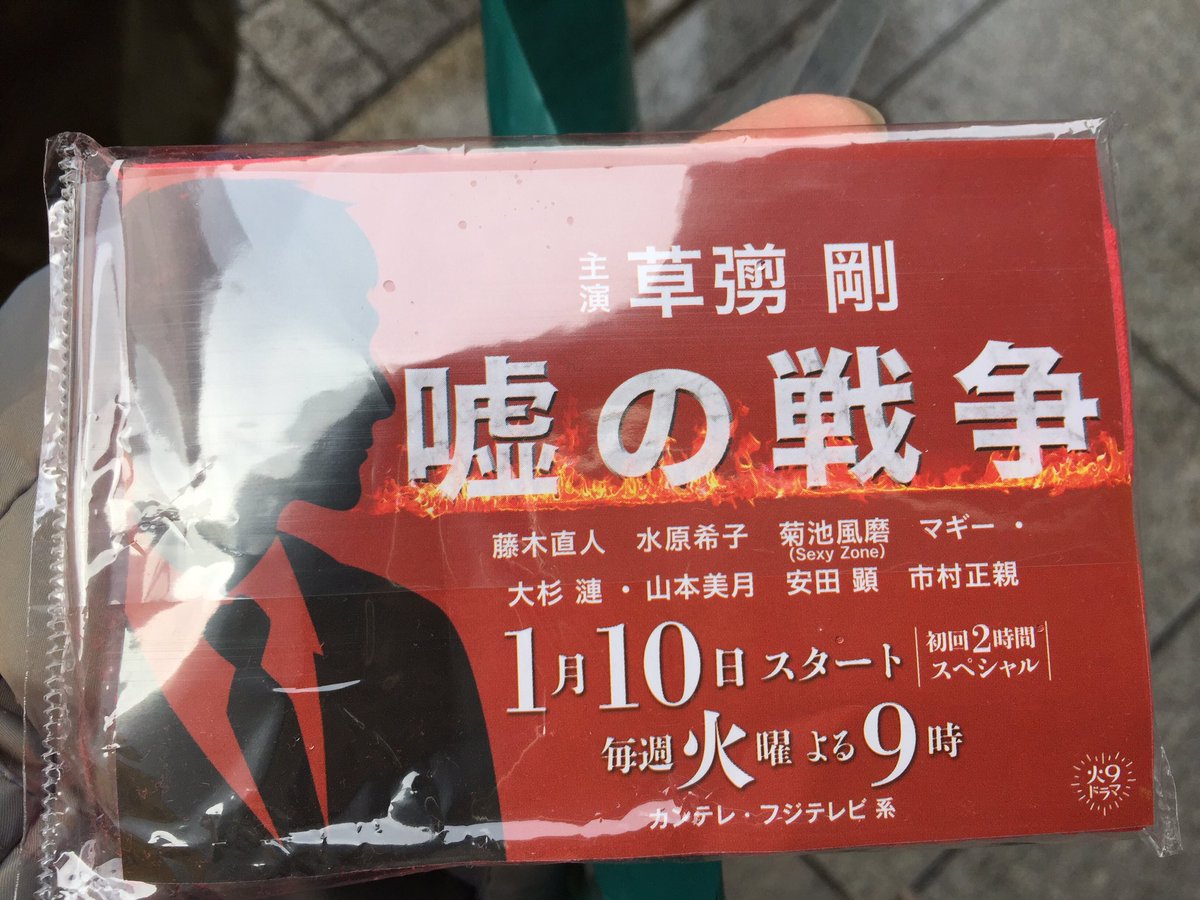 主演 草彅 剛
嘘の戦争
藤木直人 水原希子 菊池風磨 マギー ・
(Sexy Zone)
大杉 漣 ・ 山本美月 安田 顕 市村正親
1月10日 スタート 初回2時間スペシャル
毎週火曜 よる9時
カンテレ・フジテレビ系
火9
ドラマ